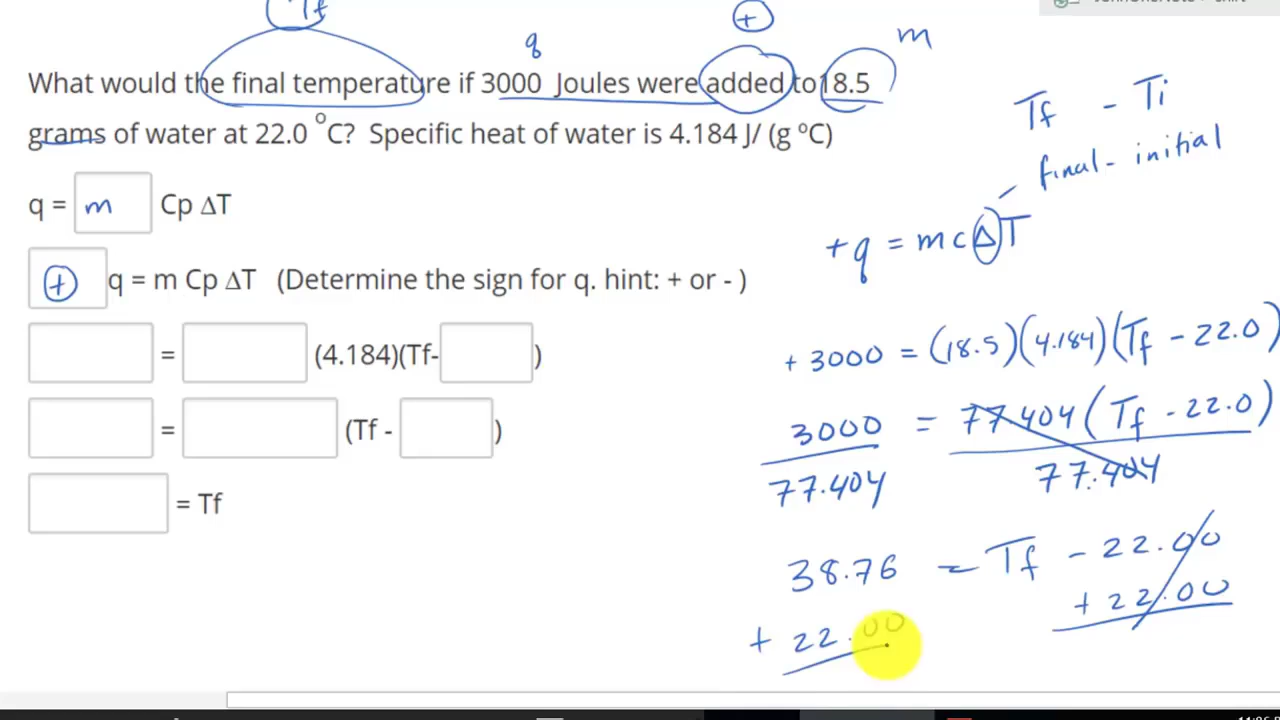 Tf
+
q
m
What would the final temperature if 3000 Joules were added to 18.5
grams of water at 22.0 °C? Specific heat of water is 4.184 J/ (g °C)
Tf - Ti
final - initial
q = m Cp ΔT
+q = mcΔT
+ q = m Cp ΔT (Determine the sign for q. hint: + or - )
+3000 = (18.5)(4.184)(Tf - 22.0)
= (4.184)(Tf- )
3000 = 77.404 (Tf - 22.0)
= (Tf - )
77.404 77.404
= Tf
38.76 = Tf - 22.00
+ 22.00 + 22.00